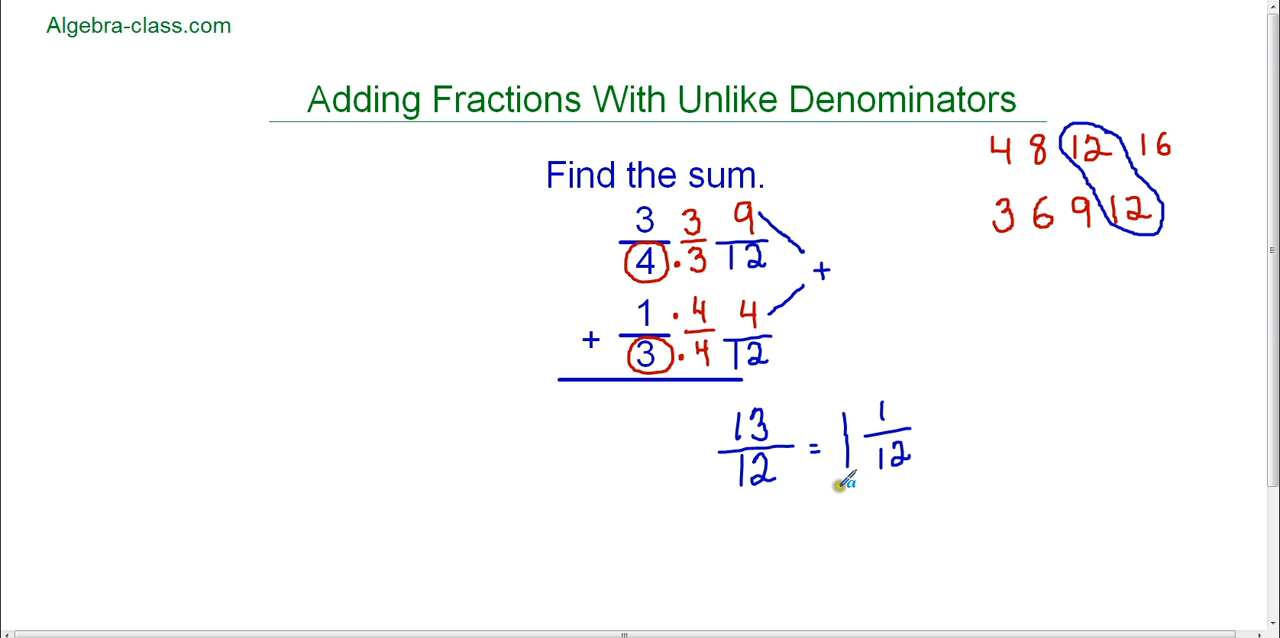 Algebra-class.com
Adding Fractions With Unlike Denominators
4 8 12 16
3 6 9 12
Find the sum.
3 3 9
4 · 3 12
+
1 · 4 4
+ 3 · 4 12
13 1
12 = 1 12